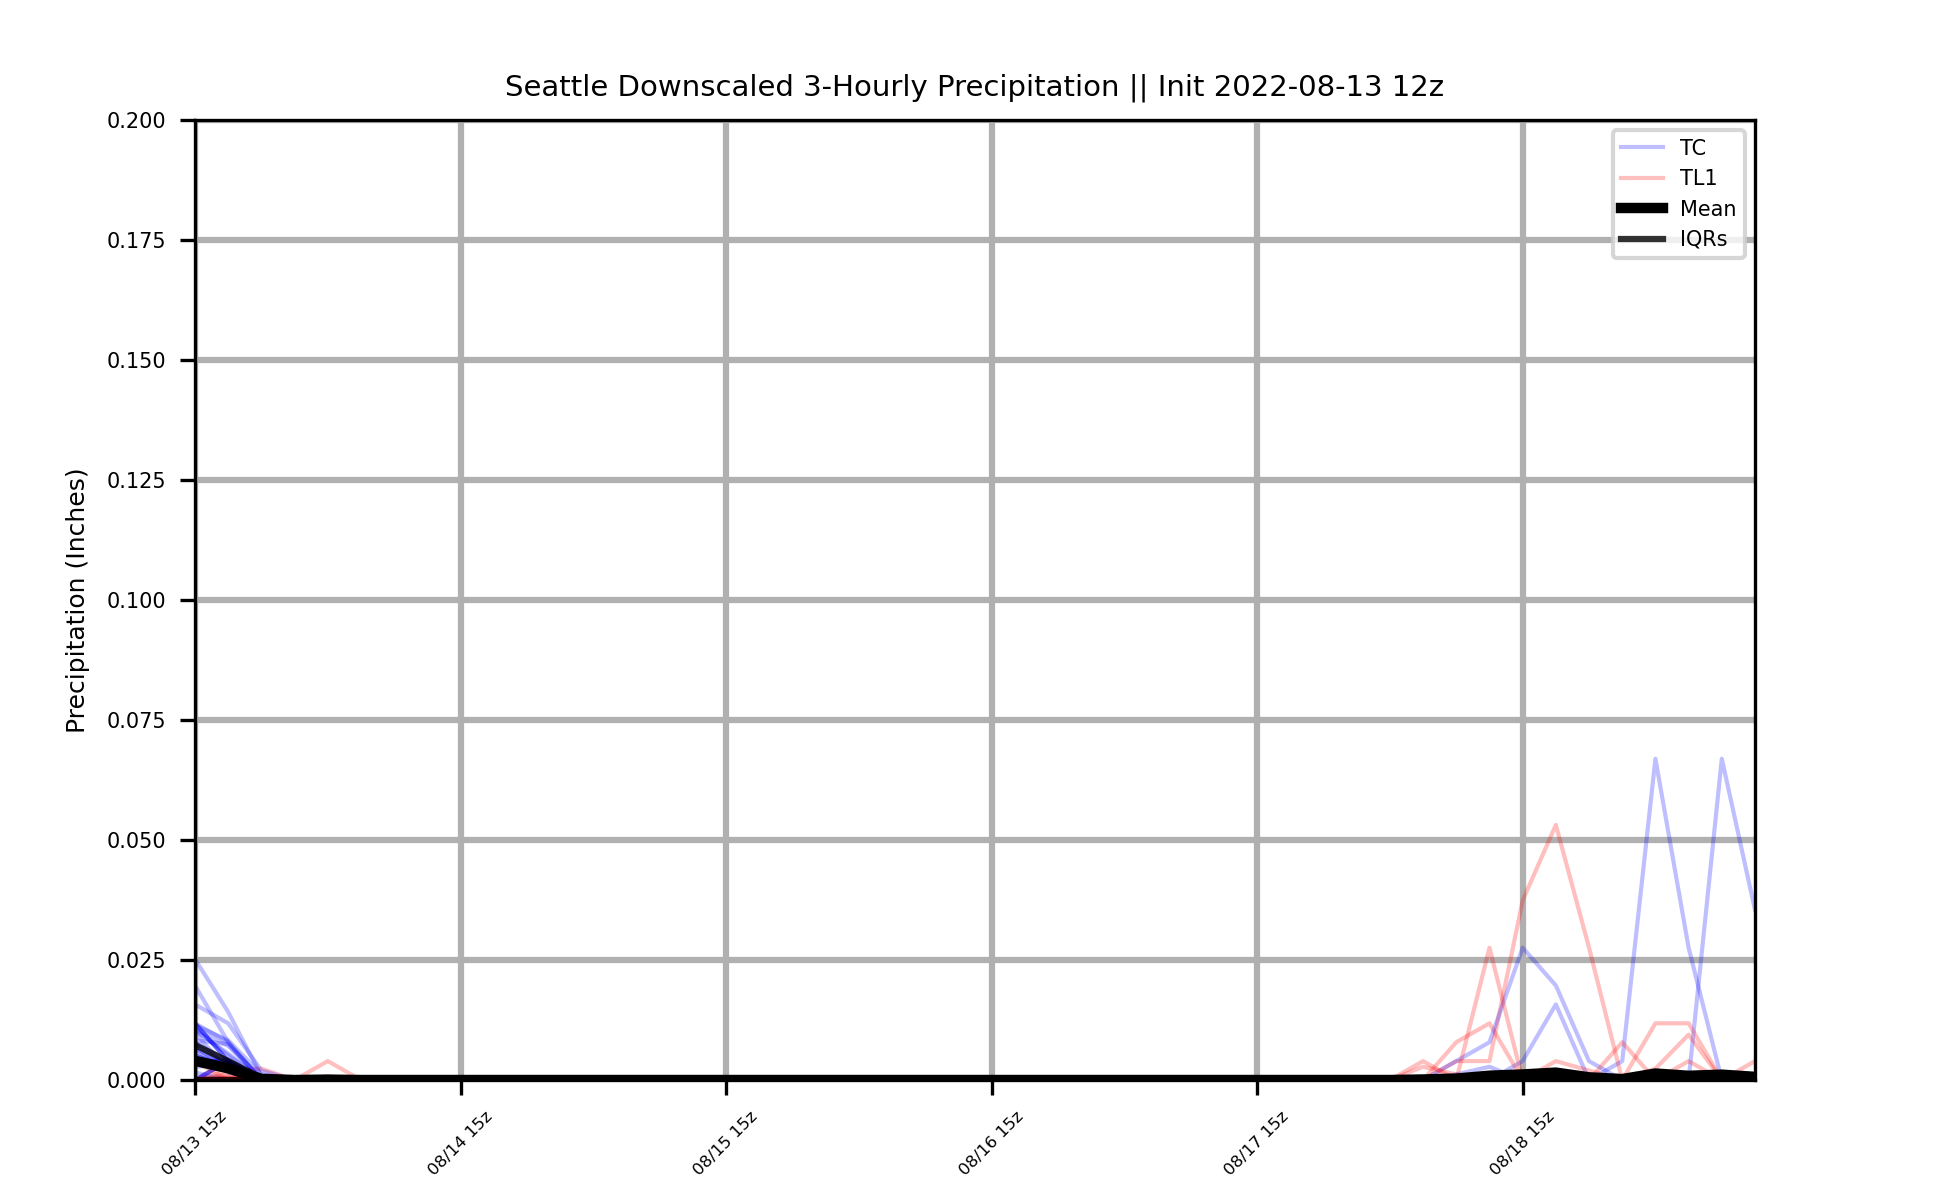 Seattle Downscaled 3-Hourly Precipitation || Init 2022-08-13 12z
Precipitation (Inches)
0.200
0.175
0.150
0.125
0.100
0.075
0.050
0.025
0.000
TC
TL1
Mean
IQRs
08/13 15z
08/14 15z
08/15 15z
08/16 15z
08/17 15z
08/18 15z